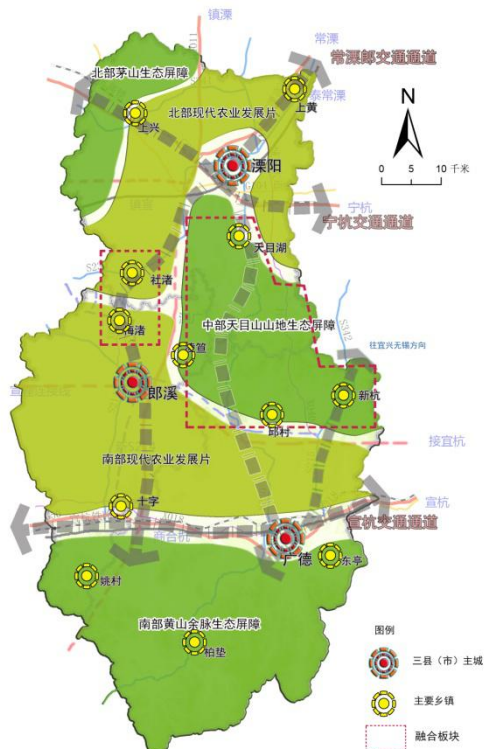 镇溧
常溧
常溧郎交通通道
北部茅山生态屏障
泰常溧
上黄
北部现代农业发展片
上兴
N
溧阳
0 5 10 千米
宁杭
宁杭交通通道
天目湖
社渚
中部天目山山地生态屏障
梅渚
S342
往宜兴无锡方向
郎溪
新杭
邱村
接宜杭
南部现代农业发展片
十字
宣杭
宣杭交通通道
商合杭
广德
东亭
姚村
南部黄山余脉生态屏障
柏垫
图例
三县（市）主城
主要乡镇
融合板块